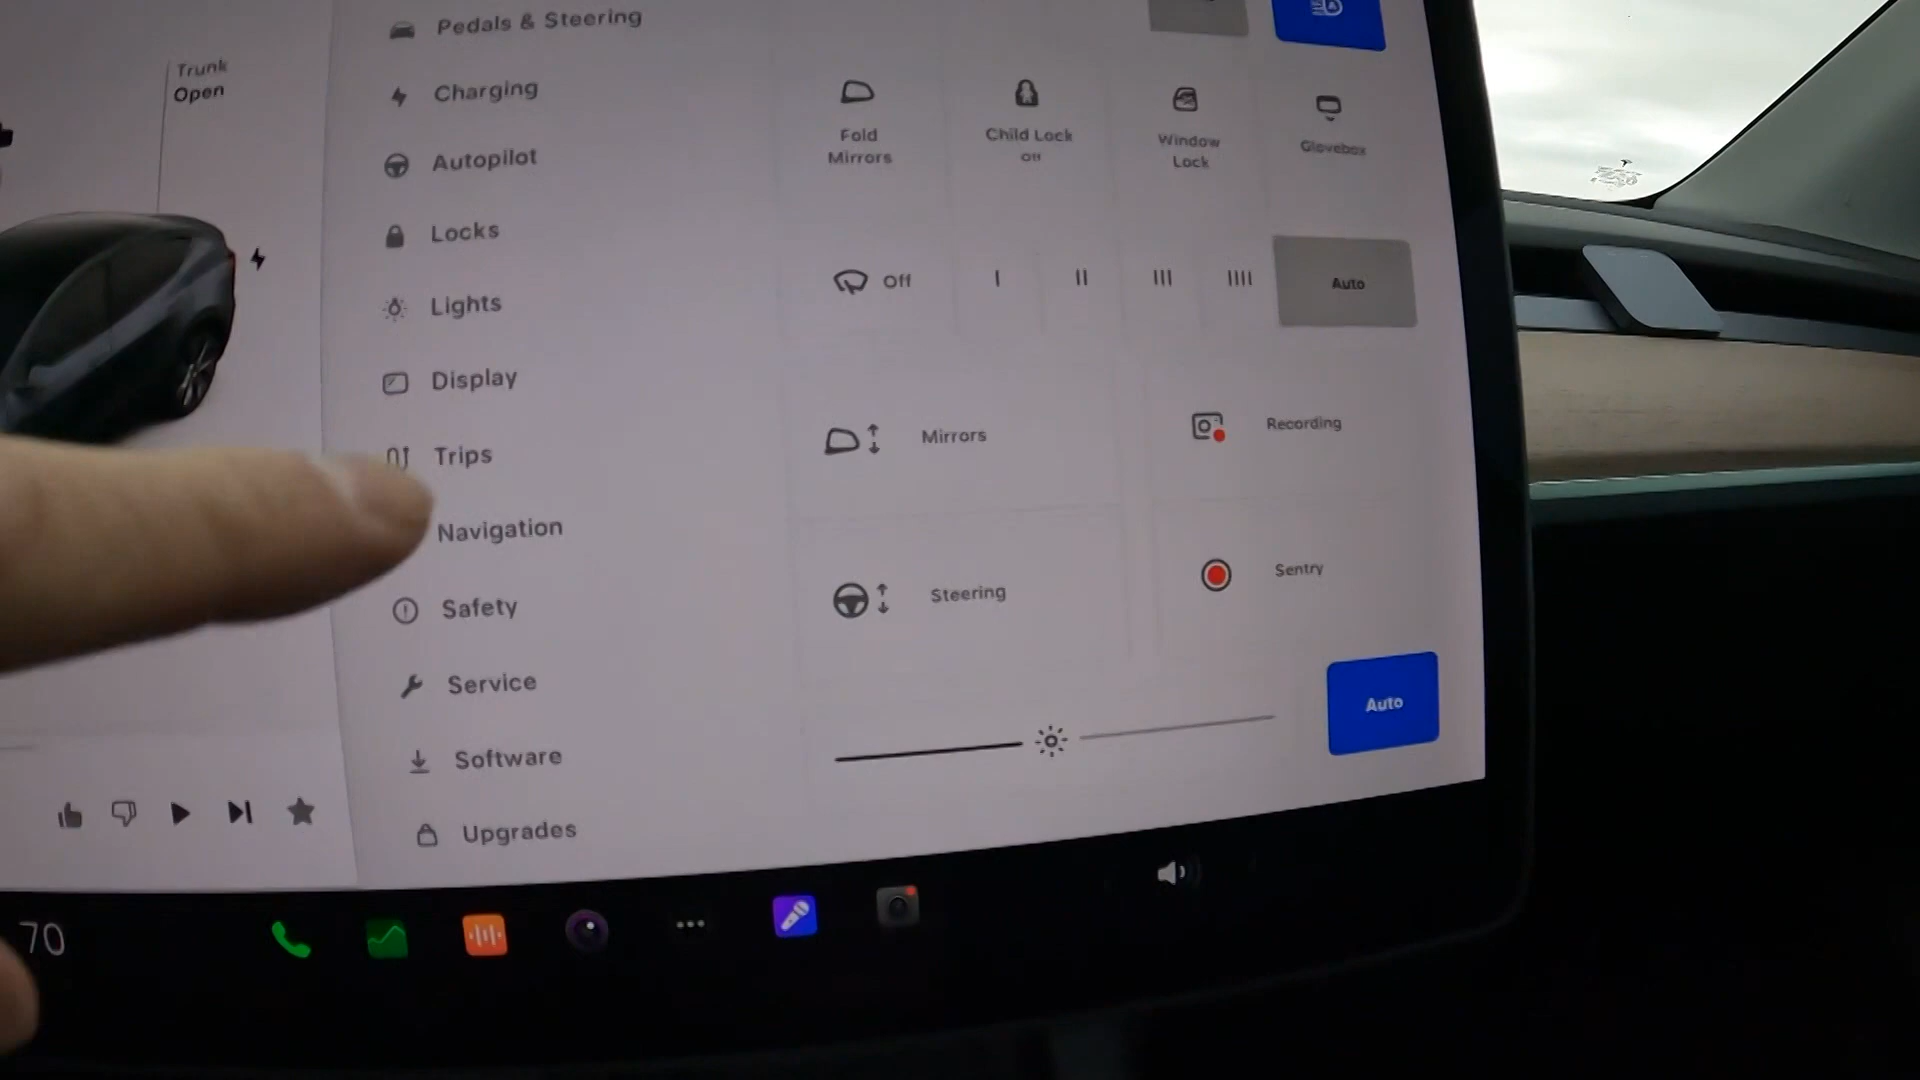 Trunk
Open
Pedals & Steering
Charging
Autopilot
Locks
Lights
Display
Trips
Navigation
Safety
Service
Software
Upgrades
Fold
Mirrors
Child Lock
Off
Window
Lock
Glovebox
Off
I
II
III
IIII
Auto
Mirrors
Recording
Steering
Sentry
Auto
70